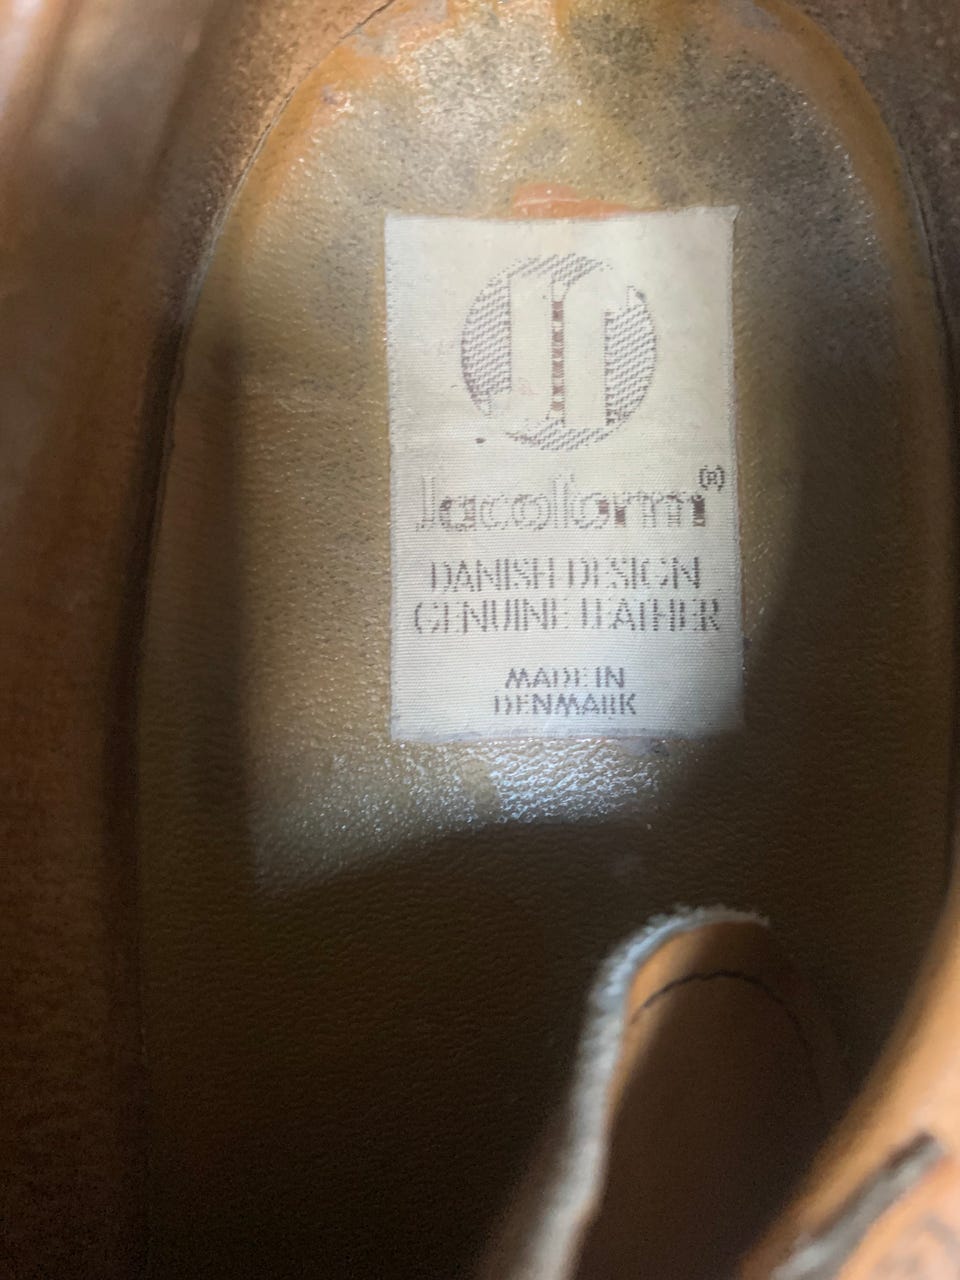 Jacoform(R)
DANISH DESIGN
GENUINE LEATHER
MADE IN
DENMARK